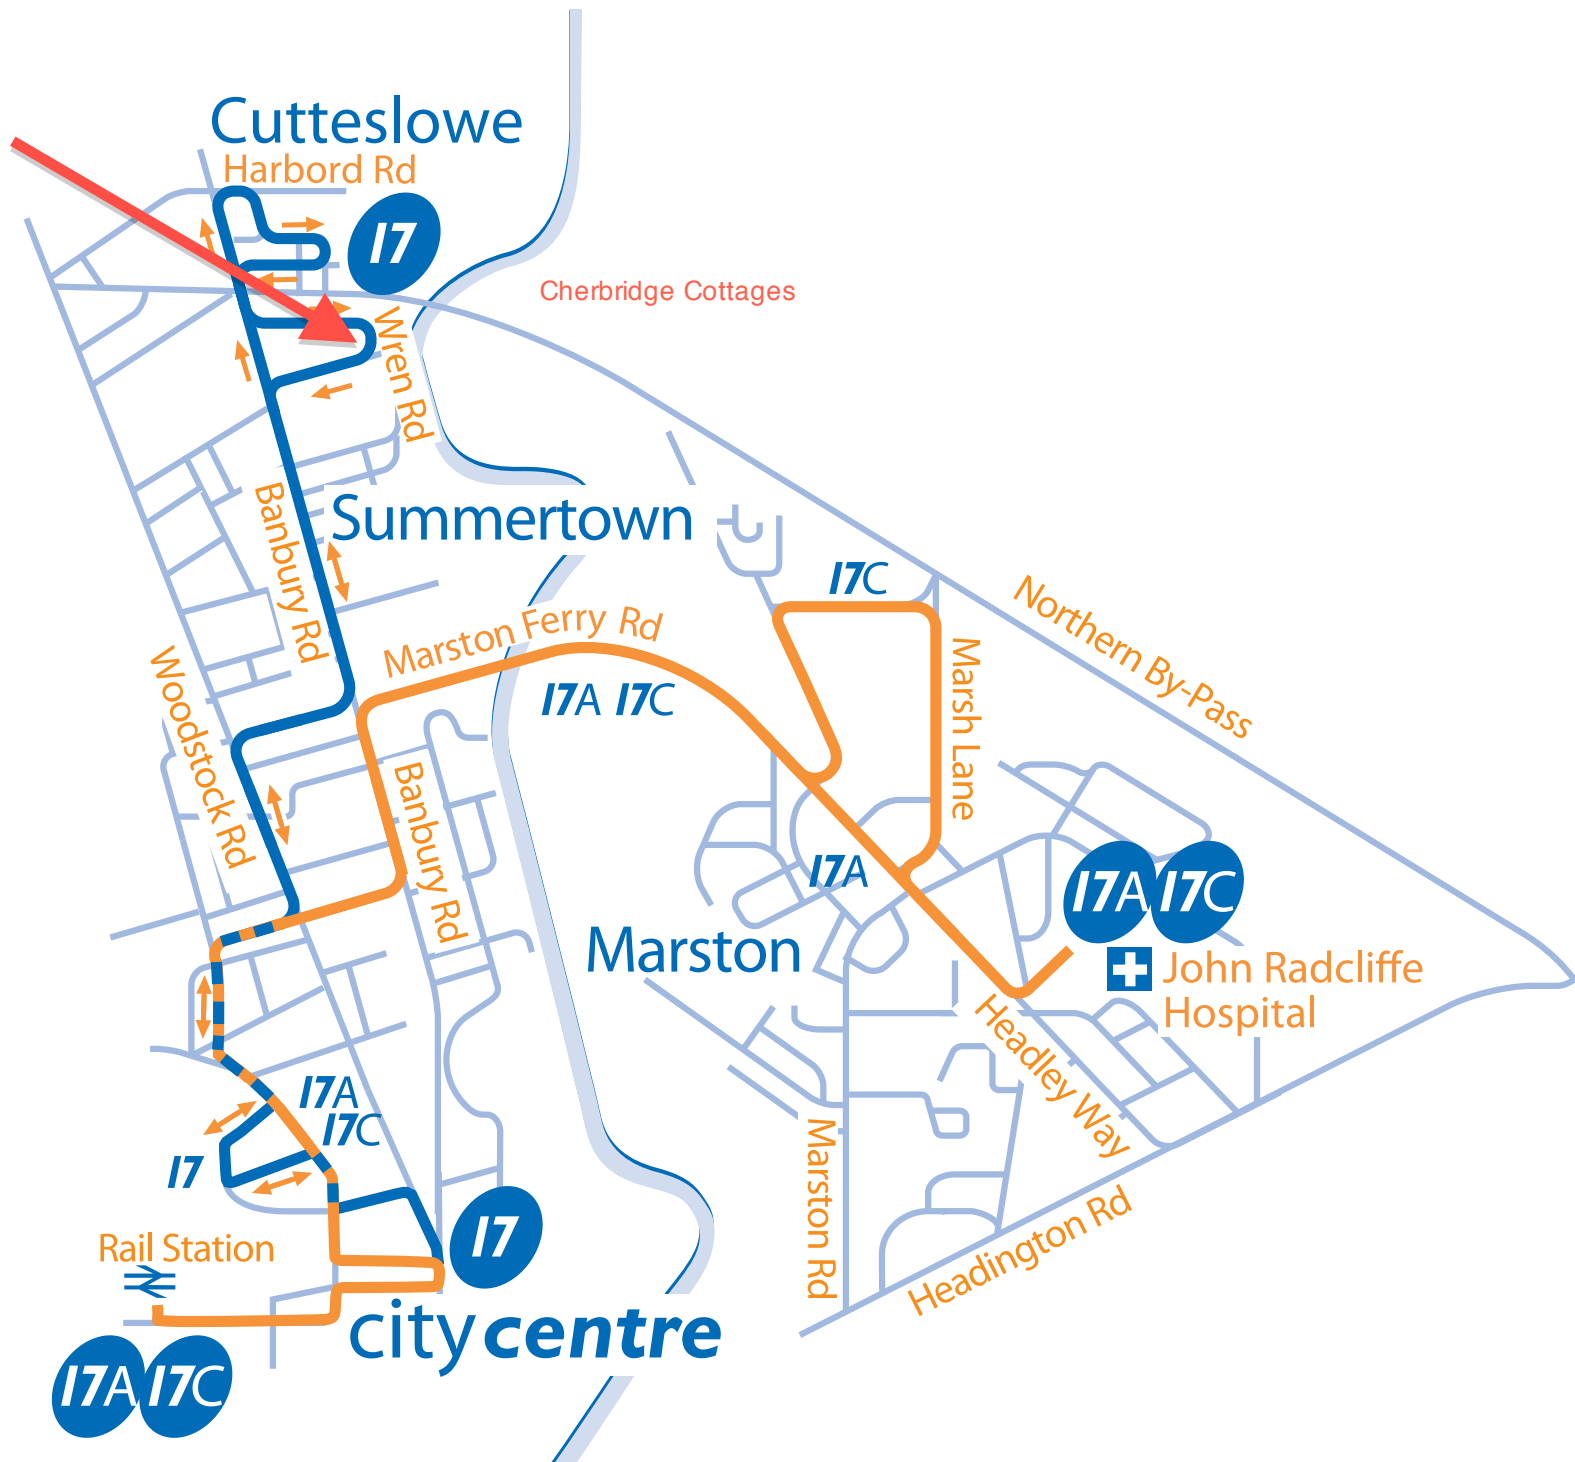 Cutteslowe
Harbord Rd
17
Cherbridge Cottages
Wren Rd
Banbury Rd
Summertown
17C
Northern By-Pass
Marston Ferry Rd
Marsh Lane
17A 17C
Woodstock Rd
Banbury Rd
17A
17A 17C
Marston
John Radcliffe
Hospital
Headley Way
17A
17C
17
Marston Rd
Headington Rd
17
Rail Station
city centre
17A 17C